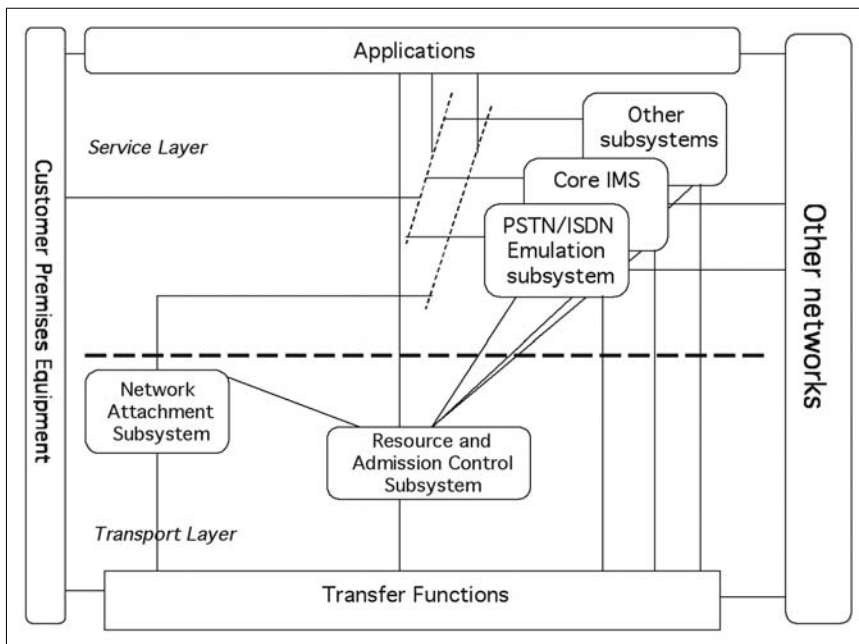 Applications
Service Layer
Other
subsystems
Core IMS
PSTN/ISDN
Emulation
subsystem
Customer Premises Equipment
Other networks
Network
Attachment
Subsystem
Resource and
Admission Control
Subsystem
Transport Layer
Transfer Functions